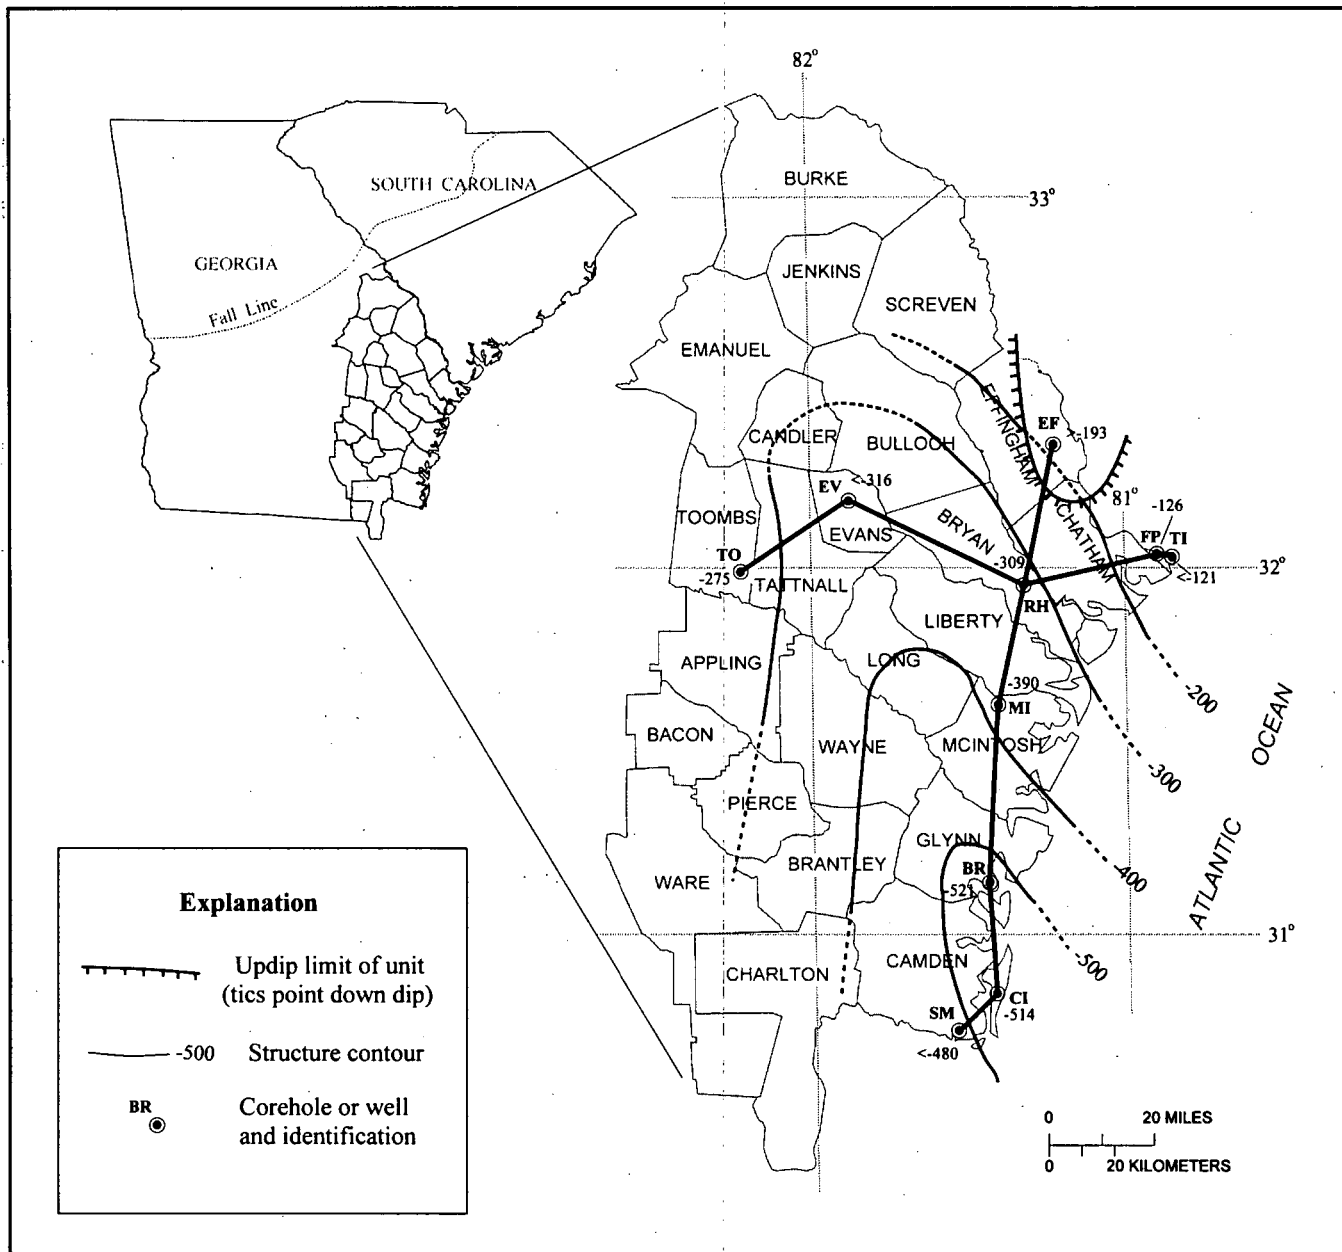 82°
BURKE
33°
SOUTH CAROLINA
GEORGIA
Fall Line
JENKINS
SCREVEN
EMANUEL
EFFINGHAM
EF
>-193
CANDLER
BULLOCH
EV
<-316
81°
-126
TOOMBS
EVANS
BRYAN
CHATHAM
FP
TI
TO
-309
32°
-275
TATTNALL
<-121
RH
LIBERTY
APPLING
LONG
-390
-200
MI
BACON
WAYNE
MCINTOSH
OCEAN
-300
PIERCE
GLYNN
BRANTLEY
BR
-400
WARE
-521
ATLANTIC
31°
CHARLTON
CAMDEN
-500
SM
CI
-514
<-480
Explanation
Updip limit of unit
(tics point down dip)
-500 Structure contour
BR
Corehole or well
and identification
0 20 MILES
0 20 KILOMETERS